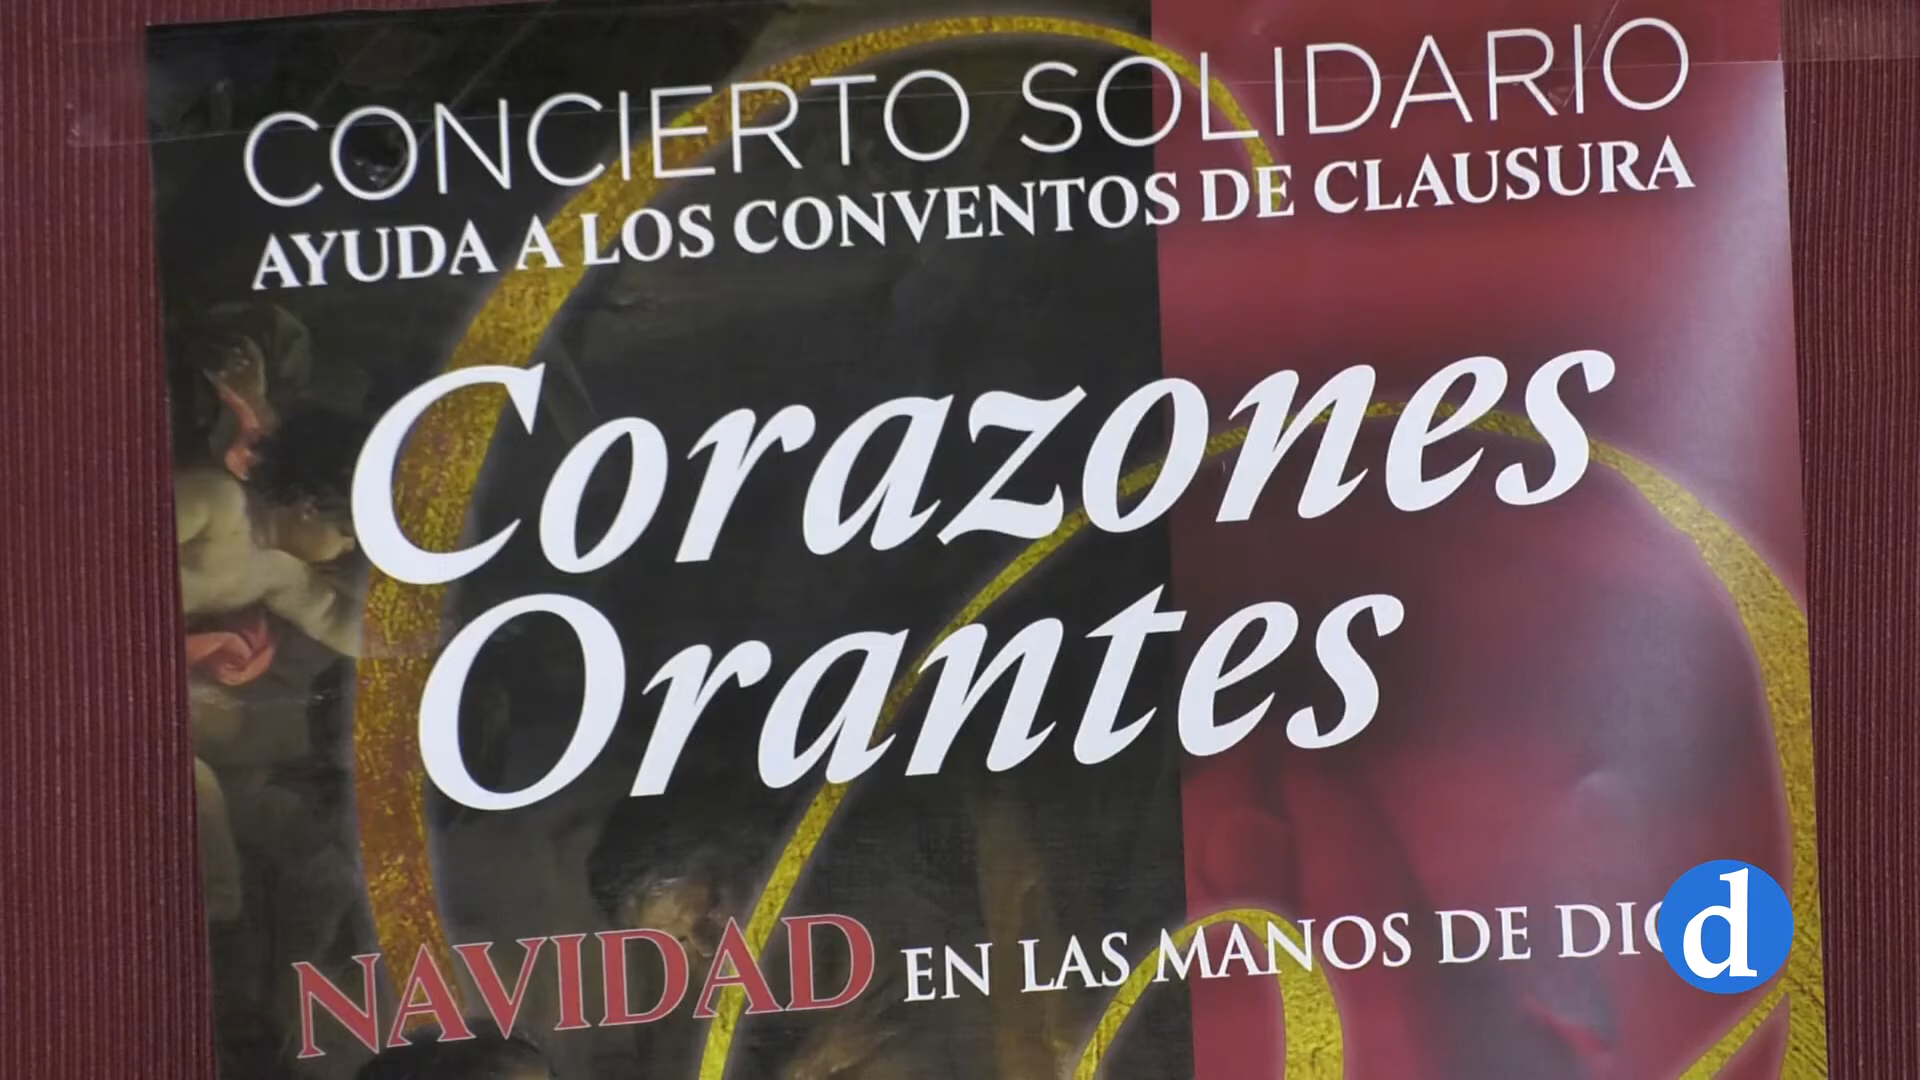 CONCIERTO SOLIDARIO
AYUDA A LOS CONVENTOS DE CLAUSURA
Corazones
Orantes
NAVIDAD EN LAS MANOS DE
d